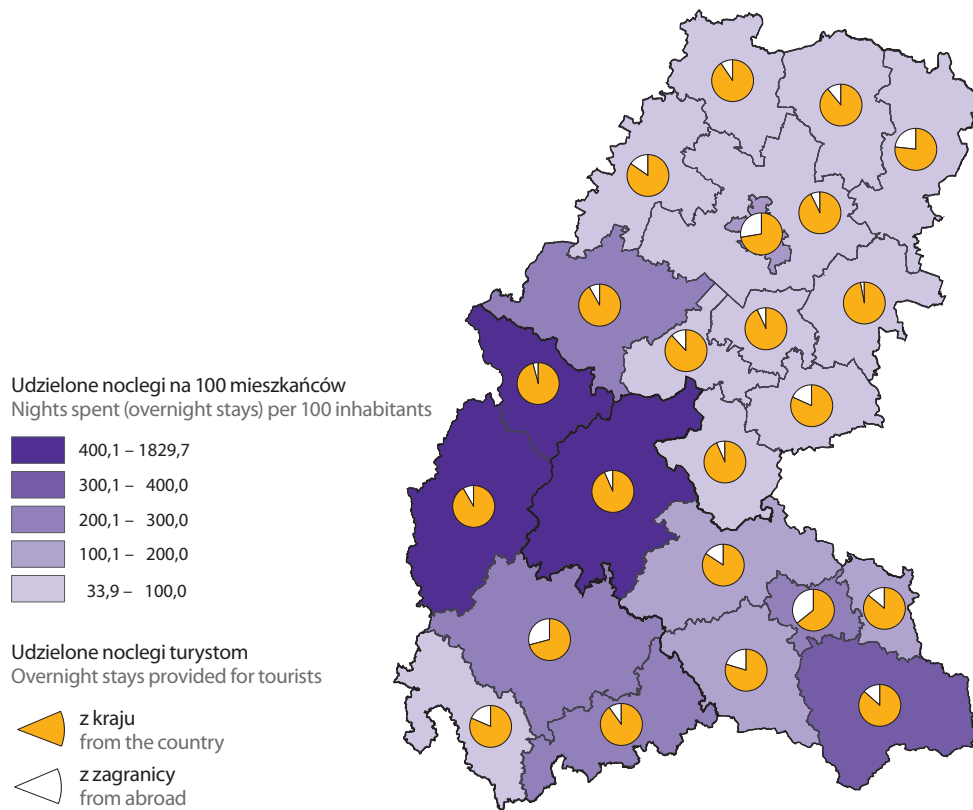 Udzielone noclegi na 100 mieszkańców
Nights spent (overnight stays) per 100 inhabitants
400,1 – 1829,7
300,1 – 400,0
200,1 – 300,0
100,1 – 200,0
33,9 – 100,0
Udzielone noclegi turystom
Overnight stays provided for tourists
z kraju
from the country
z zagranicy
from abroad